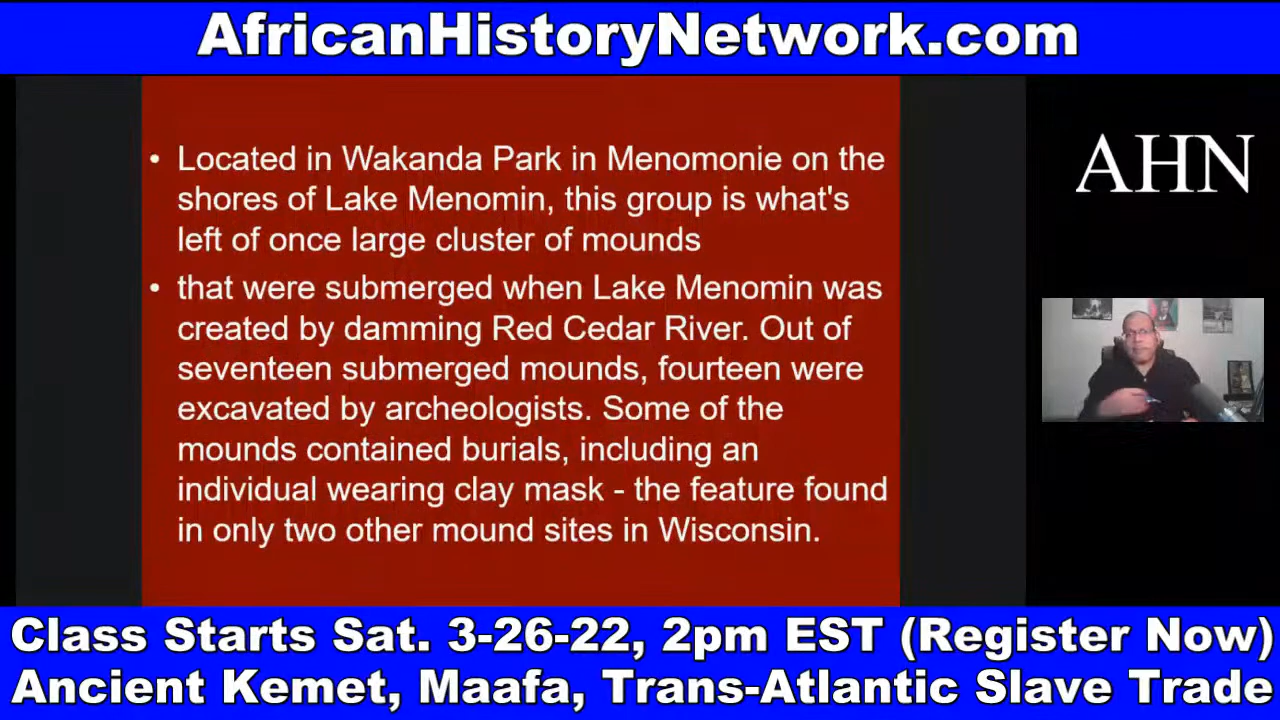 AfricanHistoryNetwork.com
• Located in Wakanda Park in Menomonie on the
shores of Lake Menomin, this group is what's
left of once large cluster of mounds
• that were submerged when Lake Menomin was
created by damming Red Cedar River. Out of
seventeen submerged mounds, fourteen were
excavated by archeologists. Some of the
mounds contained burials, including an
individual wearing clay mask - the feature found
in only two other mound sites in Wisconsin.
AHN
Class Starts Sat. 3-26-22, 2pm EST (Register Now)
Ancient Kemet, Maafa, Trans-Atlantic Slave Trade